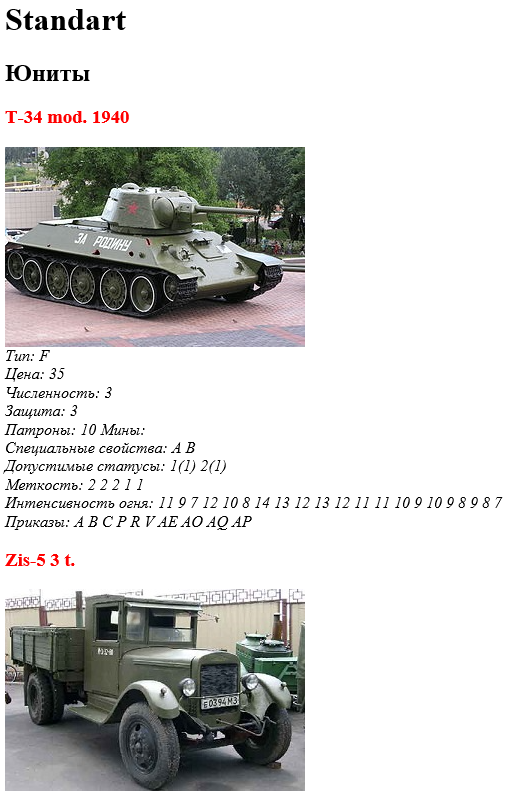 Standart
Юниты
T-34 mod. 1940
ЗА РОДИНУ
Тип: F
Цена: 35
Численность: 3
Защита: 3
Патроны: 10 Мины:
Специальные свойства: A B
Допустимые статусы: 1(1) 2(1)
Меткость: 2 2 2 1 1
Интенсивность огня: 11 9 7 12 10 8 14 13 12 13 12 11 11 10 9 10 9 8 9 8 7
Приказы: A B C P R V AE AO AQ AP
Zis-5 3 t.